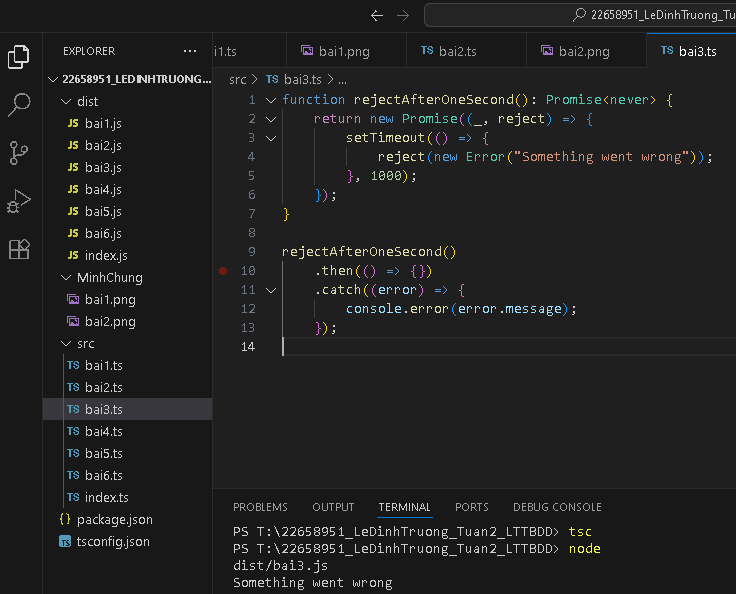 22658951_LeDinhTruong_Tu
EXPLORER
22658951_LEDINHTRUONG...
dist
JS bai1.js
JS bai2.js
JS bai3.js
JS bai4.js
JS bai5.js
JS bai6.js
JS index.js
MinhChung
bai1.png
bai2.png
src
TS bai1.ts
TS bai2.ts
TS bai3.ts
TS bai4.ts
TS bai5.ts
TS bai6.ts
TS index.ts
{} package.json
TS tsconfig.json
i1.ts bai1.png TS bai2.ts bai2.png TS bai3.ts
src > TS bai3.ts > ...
1 function rejectAfterOneSecond(): Promise<never> {
2 return new Promise((_, reject) => {
3 setTimeout(() => {
4 reject(new Error("Something went wrong"));
5 }, 1000);
6 });
7 }
8
9 rejectAfterOneSecond()
10 .then(() => {})
11 .catch((error) => {
12 console.error(error.message);
13 });
14
PROBLEMS OUTPUT TERMINAL PORTS DEBUG CONSOLE
PS T:\22658951_LeDinhTruong_Tuan2_LTTBDD> tsc
PS T:\22658951_LeDinhTruong_Tuan2_LTTBDD> node
dist/bai3.js
Something went wrong